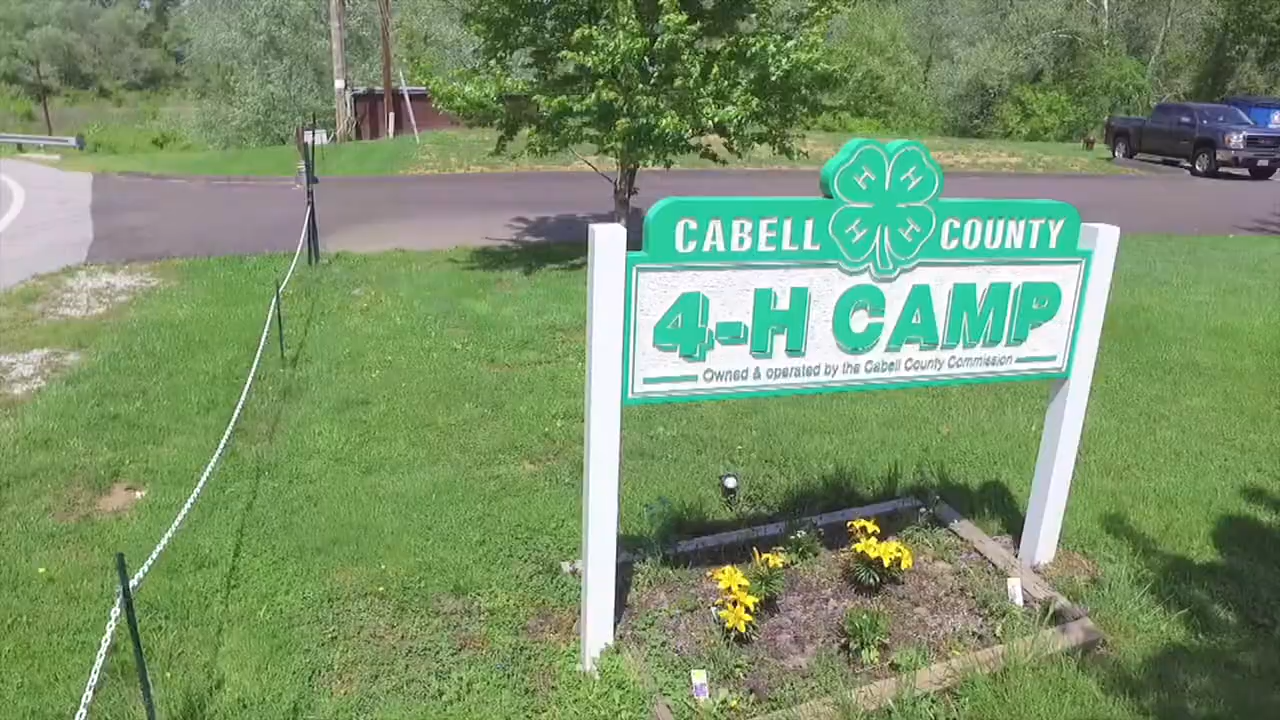 CABELL COUNTY
H H
H H
4-H CAMP
Owned & operated by the Cabell County Commission